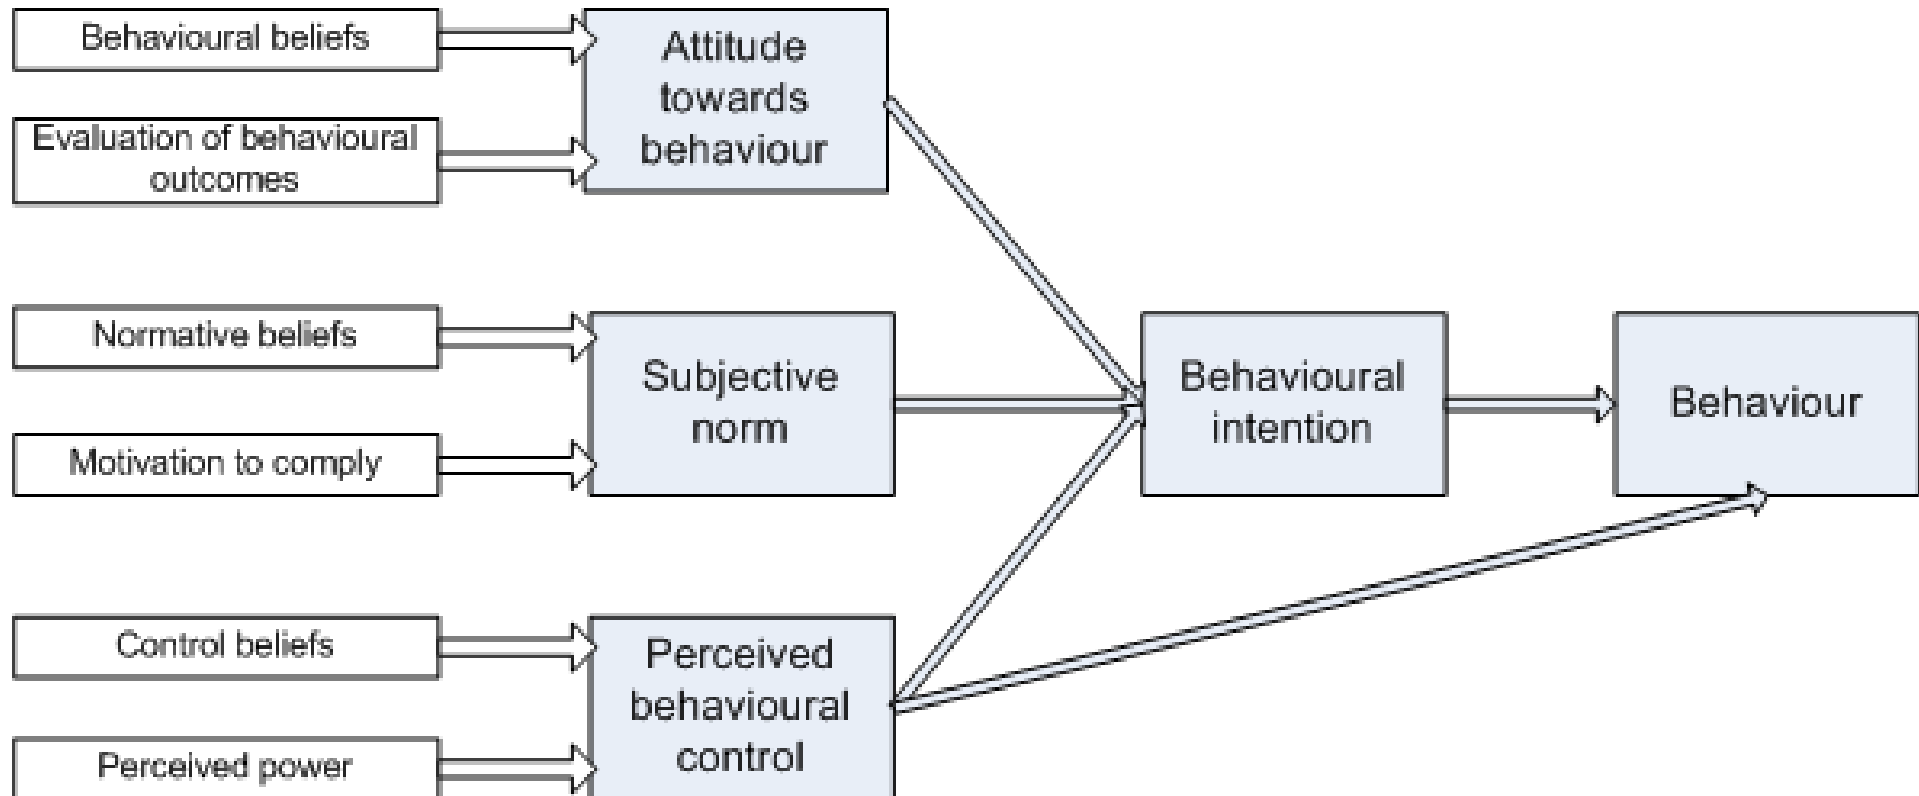 Behavioural beliefs
Evaluation of behavioural
outcomes
Attitude
towards
behaviour
Normative beliefs
Motivation to comply
Subjective
norm
Behavioural
intention
Behaviour
Control beliefs
Perceived power
Perceived
behavioural
control